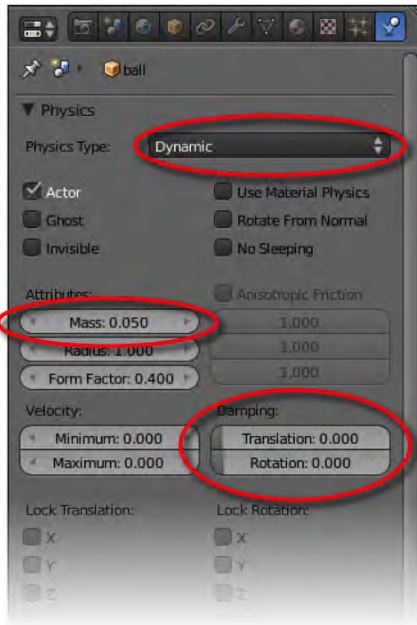 ball
Physics
Physics Type: Dynamic
Actor
Use Material Physics
Ghost
Rotate From Normal
Invisible
No Sleeping
Attributes:
Anisotropic Friction
Mass: 0.050
1.000
Radius: 1.000
1.000
Form Factor: 0.400
1.000
Velocity:
Damping:
Minimum: 0.000
Translation: 0.000
Maximum: 0.000
Rotation: 0.000
Lock Translation:
Lock Rotation:
X
X
Y
Y
Z
Z